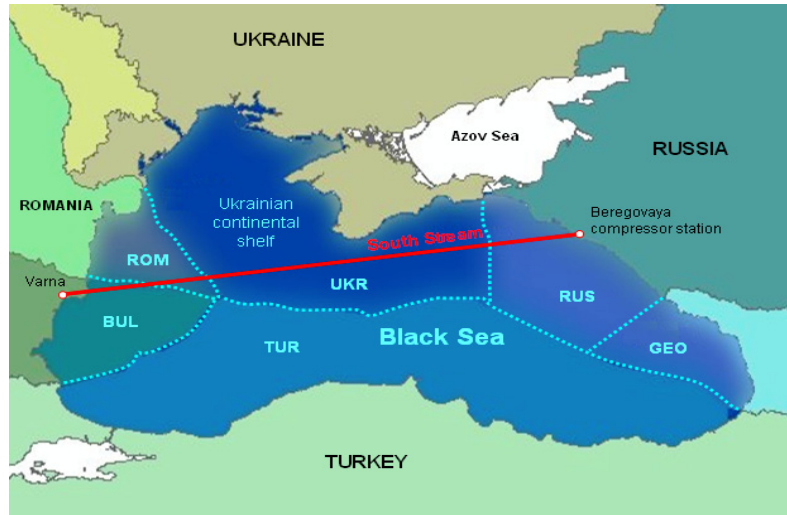 UKRAINE
Azov Sea
RUSSIA
ROMANIA
Ukrainian
continental
shelf
Beregovaya
compressor station
South Stream
ROM
Varna
UKR
RUS
BUL
TUR
Black Sea
GEO
TURKEY